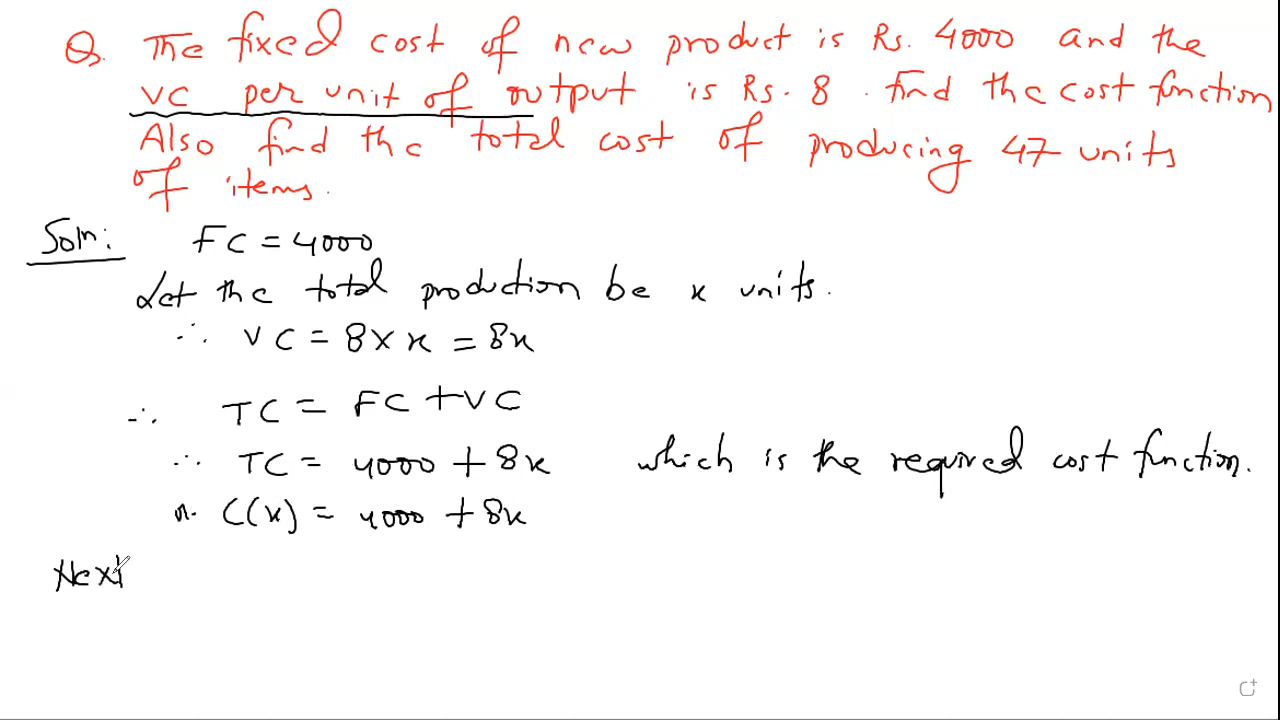 Q. The fixed cost of new product is Rs. 4000 and the
VC per unit of output is Rs. 8. find the cost function
Also find the total cost of producing 47 units
of items.
Soln: FC = 4000
Let the total production be x units.
∴ VC = 8 × x = 8x
∴ TC = FC + VC
∴ TC = 4000 + 8x which is the required cost function.
or. C(x) = 4000 + 8x
Next